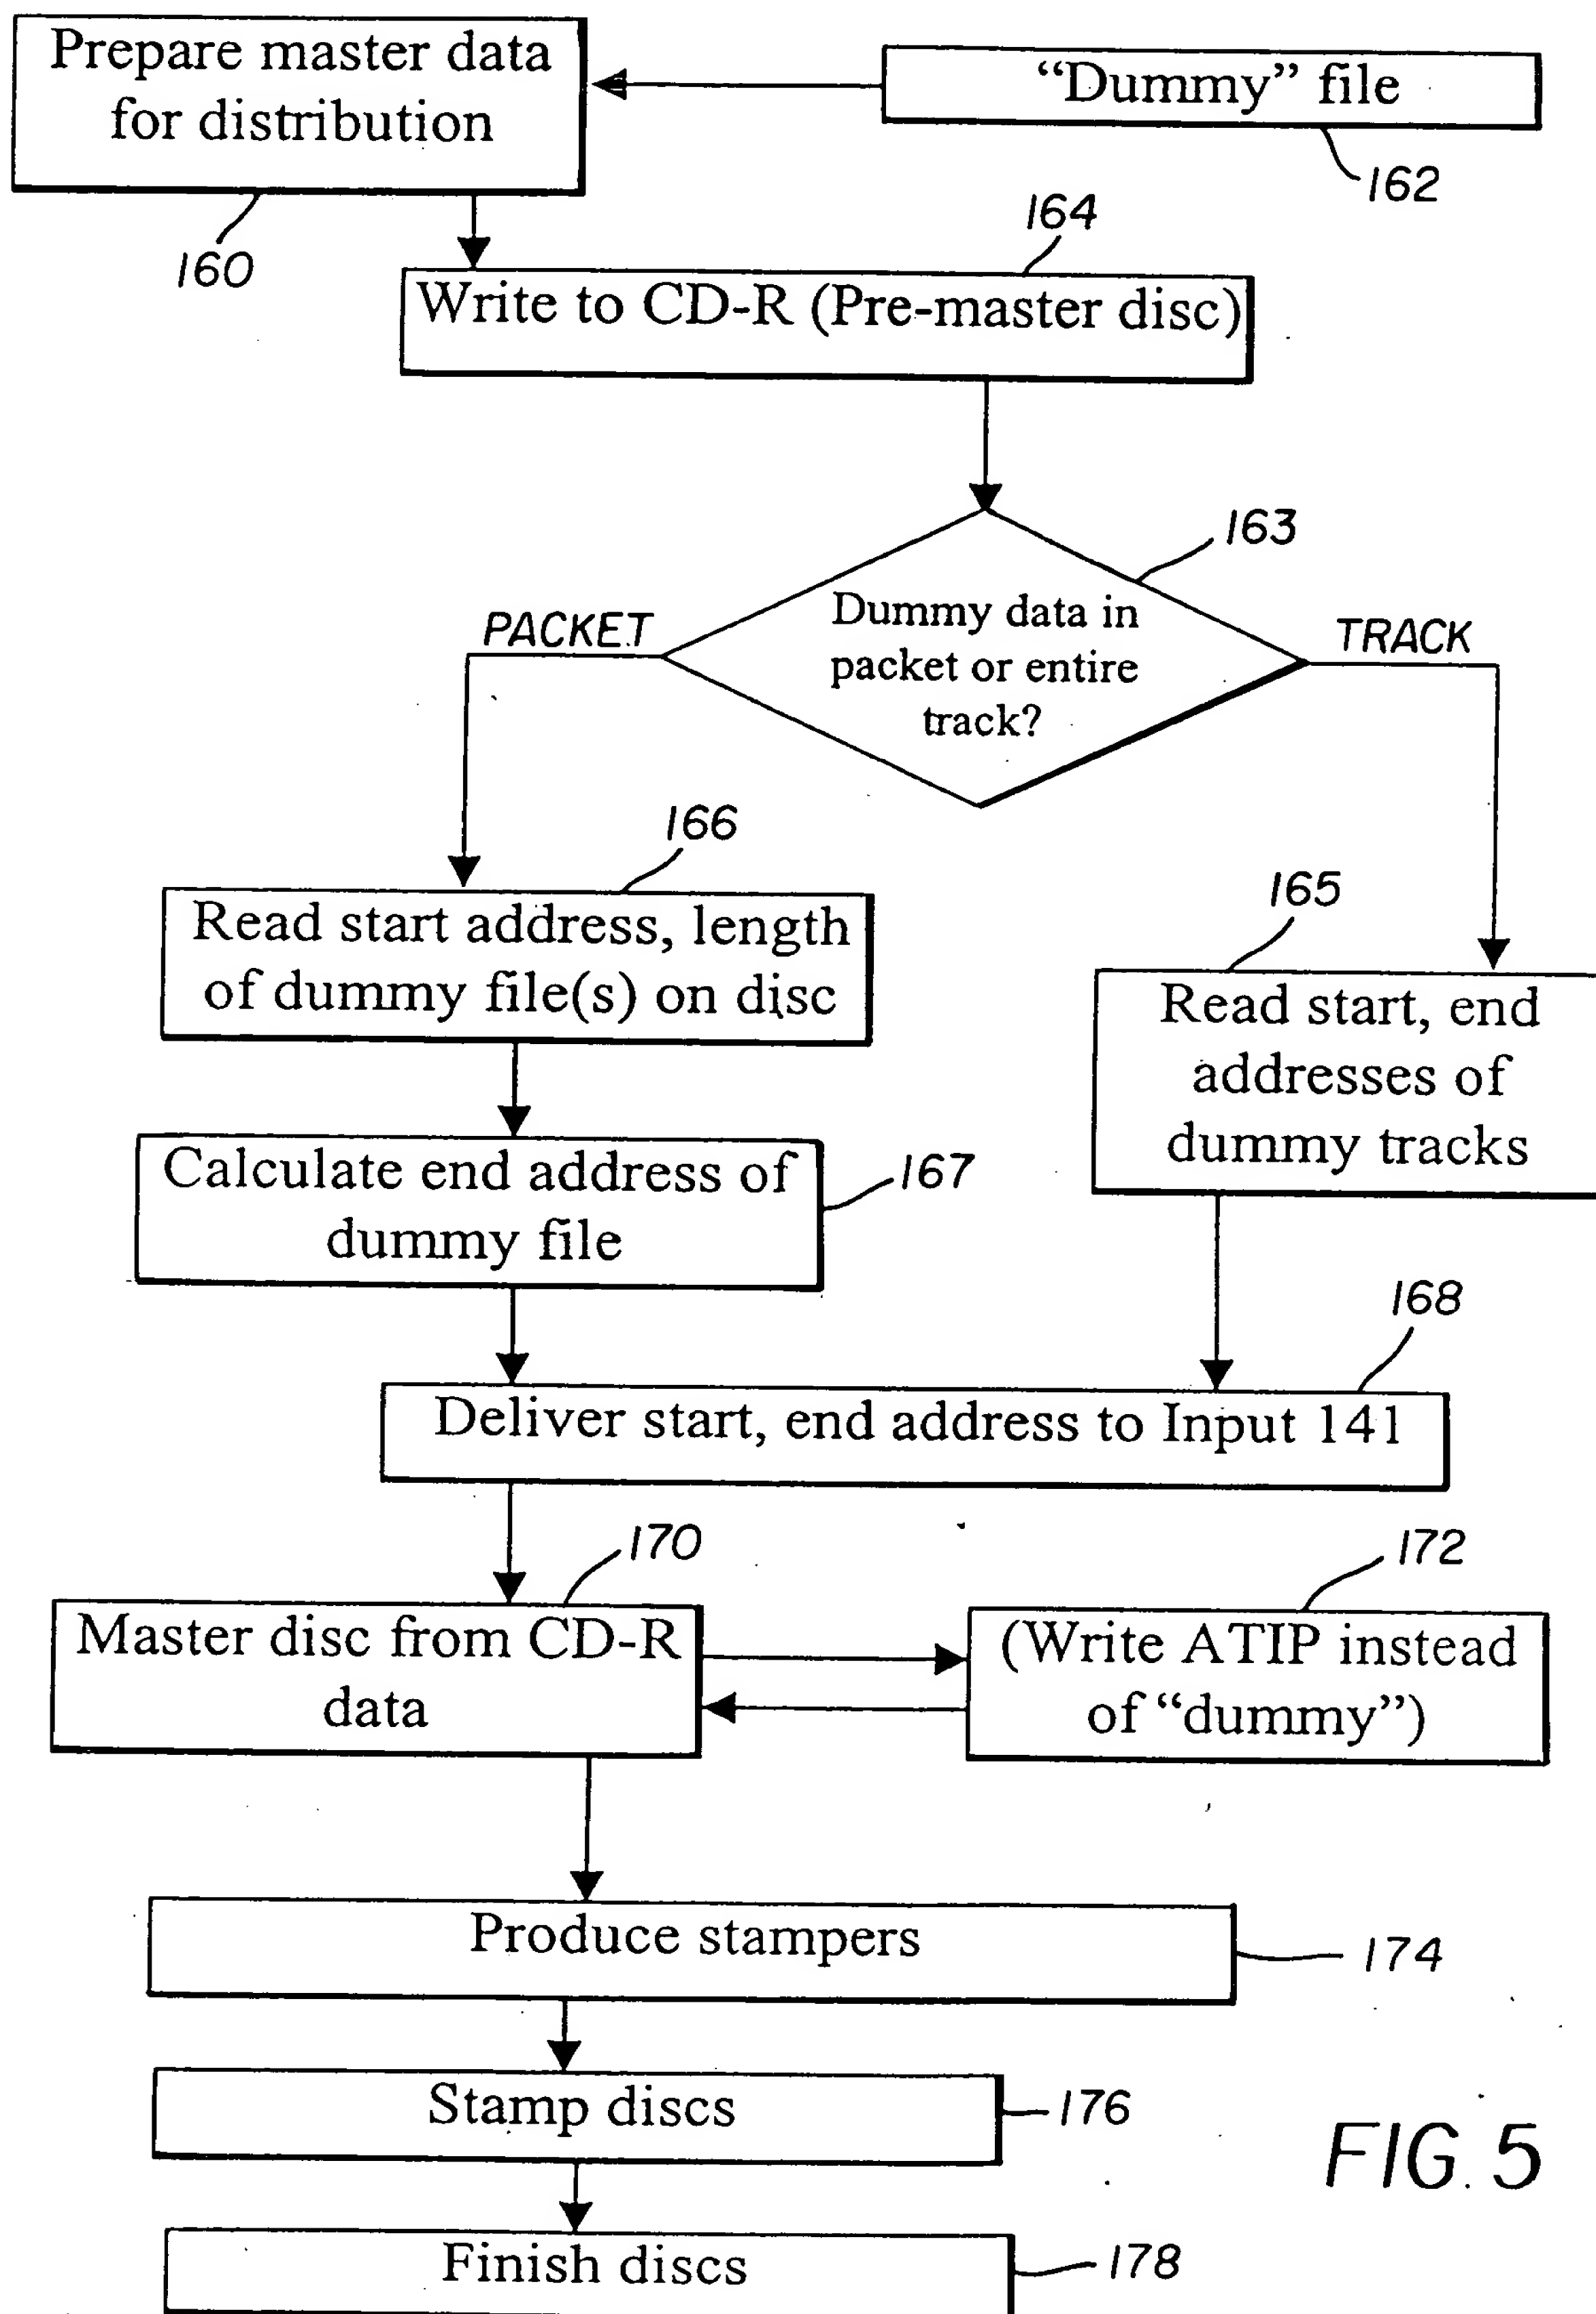 Prepare master data
for distribution
“Dummy” file
162
160
164
Write to CD-R (Pre-master disc)
163
Dummy data in
packet or entire
track?
PACKET
TRACK
166
Read start address, length
of dummy file(s) on disc
165
Read start, end
addresses of
dummy tracks
Calculate end address of
dummy file
167
168
Deliver start, end address to Input 141
170
Master disc from CD-R
data
172
(Write ATIP instead
of “dummy”)
Produce stampers
174
Stamp discs
176
FIG. 5
Finish discs
178